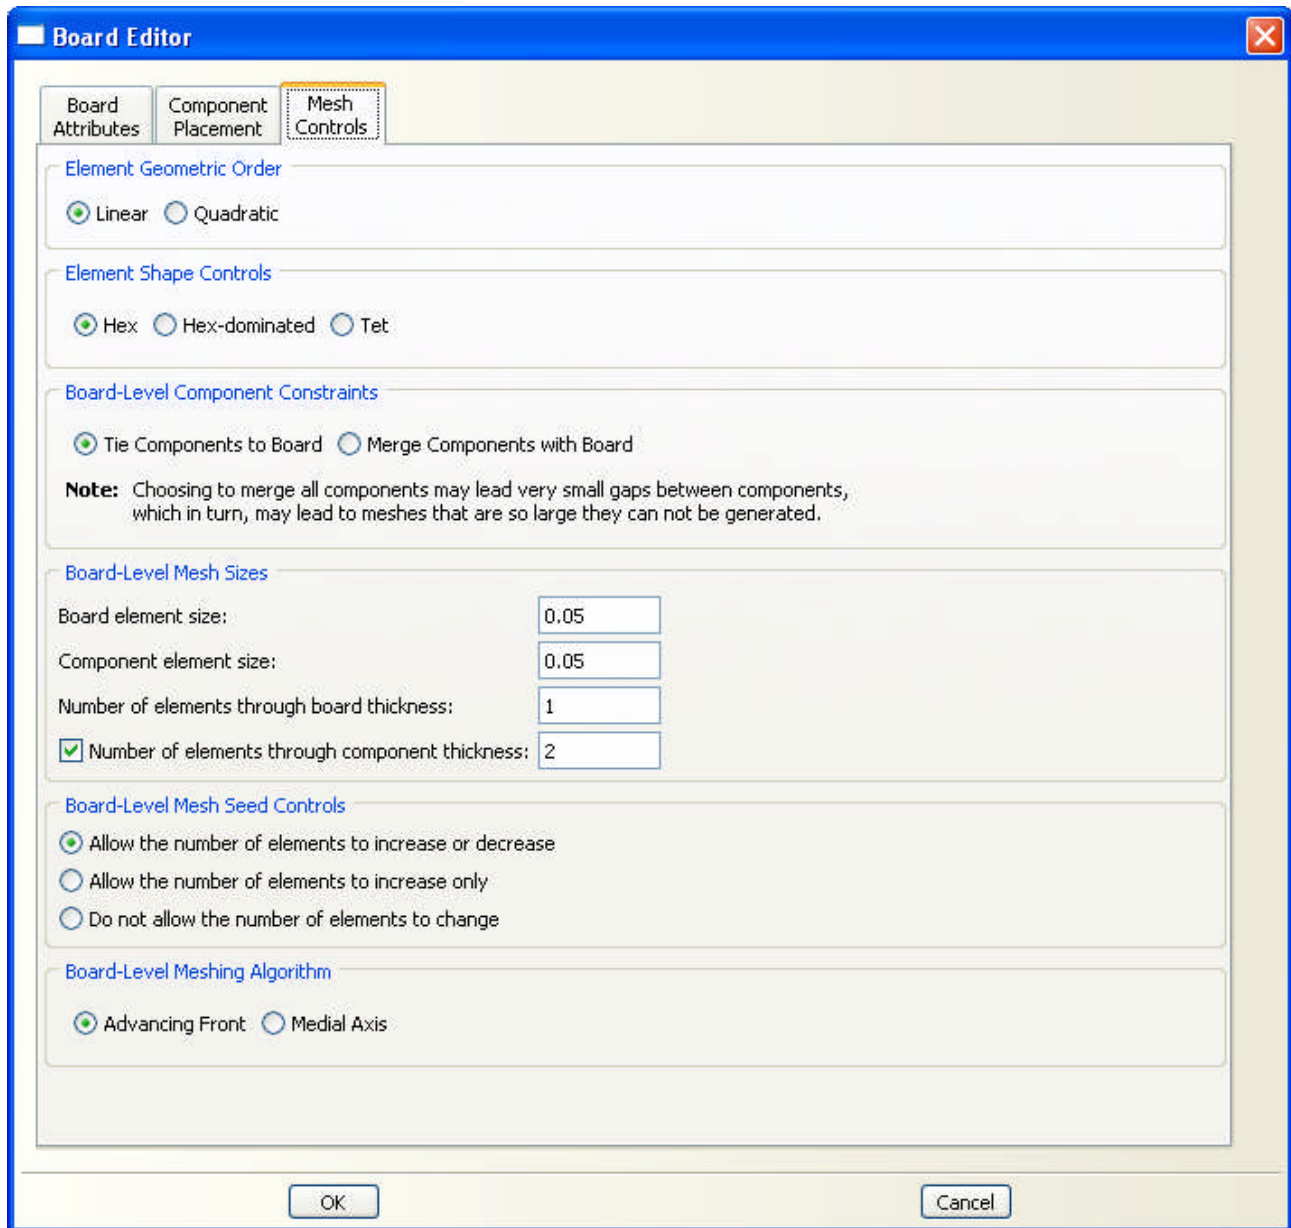 Board Editor
Board Attributes
Component Placement
Mesh Controls
Element Geometric Order
Linear Quadratic
Element Shape Controls
Hex Hex-dominated Tet
Board-Level Component Constraints
Tie Components to Board Merge Components with Board
Note: Choosing to merge all components may lead very small gaps between components,
which in turn, may lead to meshes that are so large they can not be generated.
Board-Level Mesh Sizes
Board element size: 0.05
Component element size: 0.05
Number of elements through board thickness: 1
Number of elements through component thickness: 2
Board-Level Mesh Seed Controls
Allow the number of elements to increase or decrease
Allow the number of elements to increase only
Do not allow the number of elements to change
Board-Level Meshing Algorithm
Advancing Front Medial Axis
OK Cancel